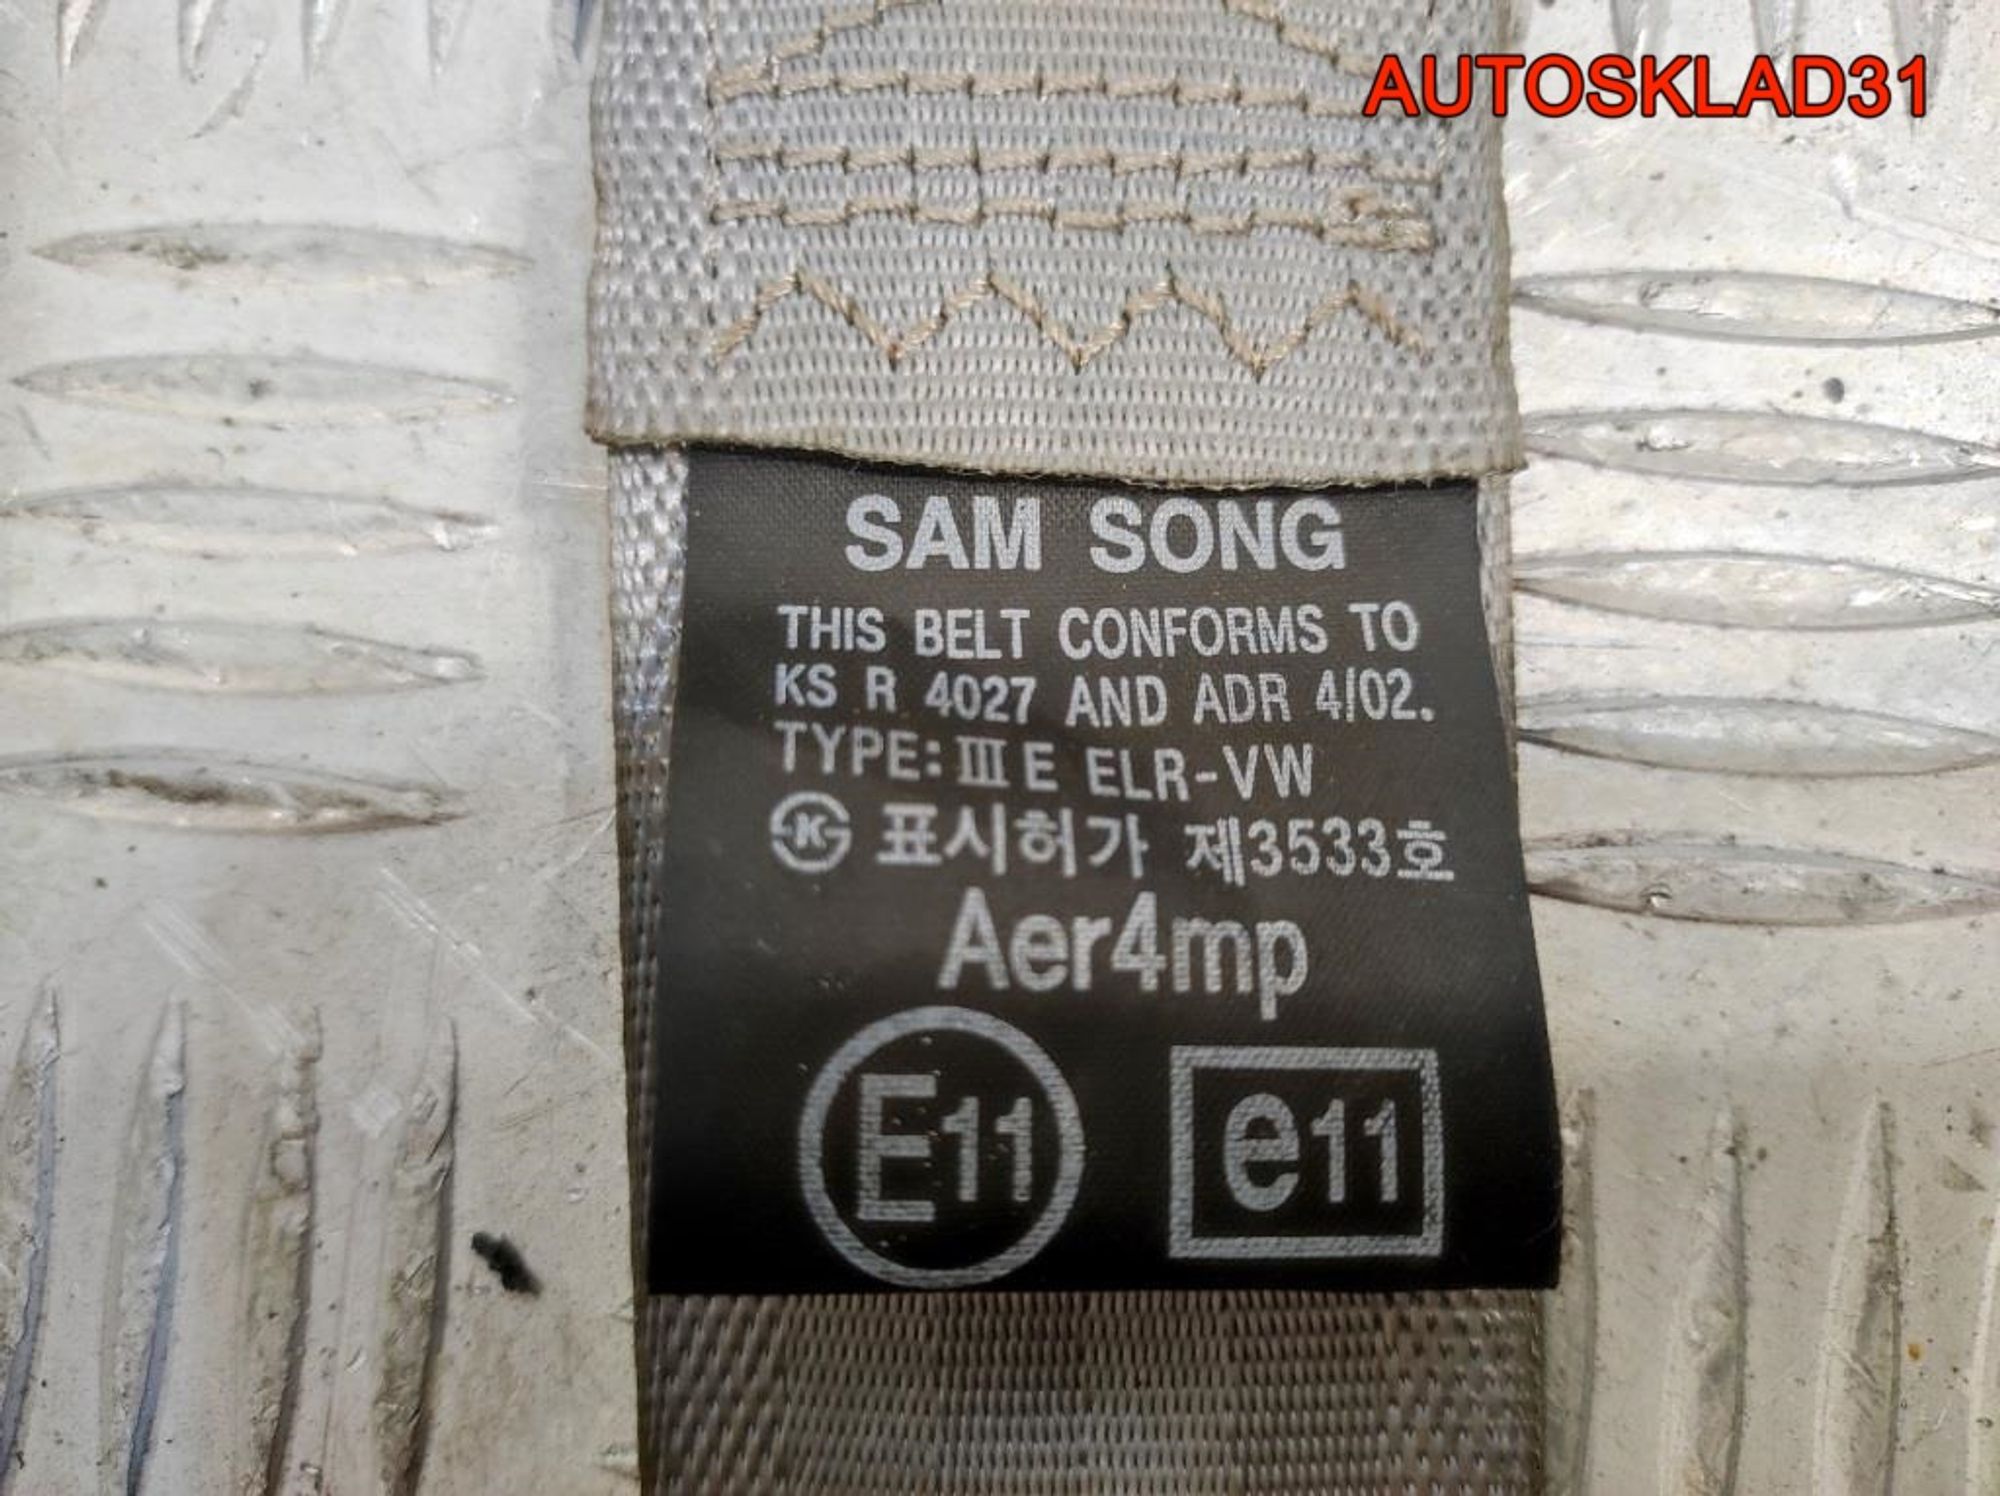 AUTOSKLAD31
SAM SONG
THIS BELT CONFORMS TO
KS R 4027 AND ADR 4/02.
TYPE: III E ELR-VW
K 표시허가 제3533호
Aer4mp
E11 e11